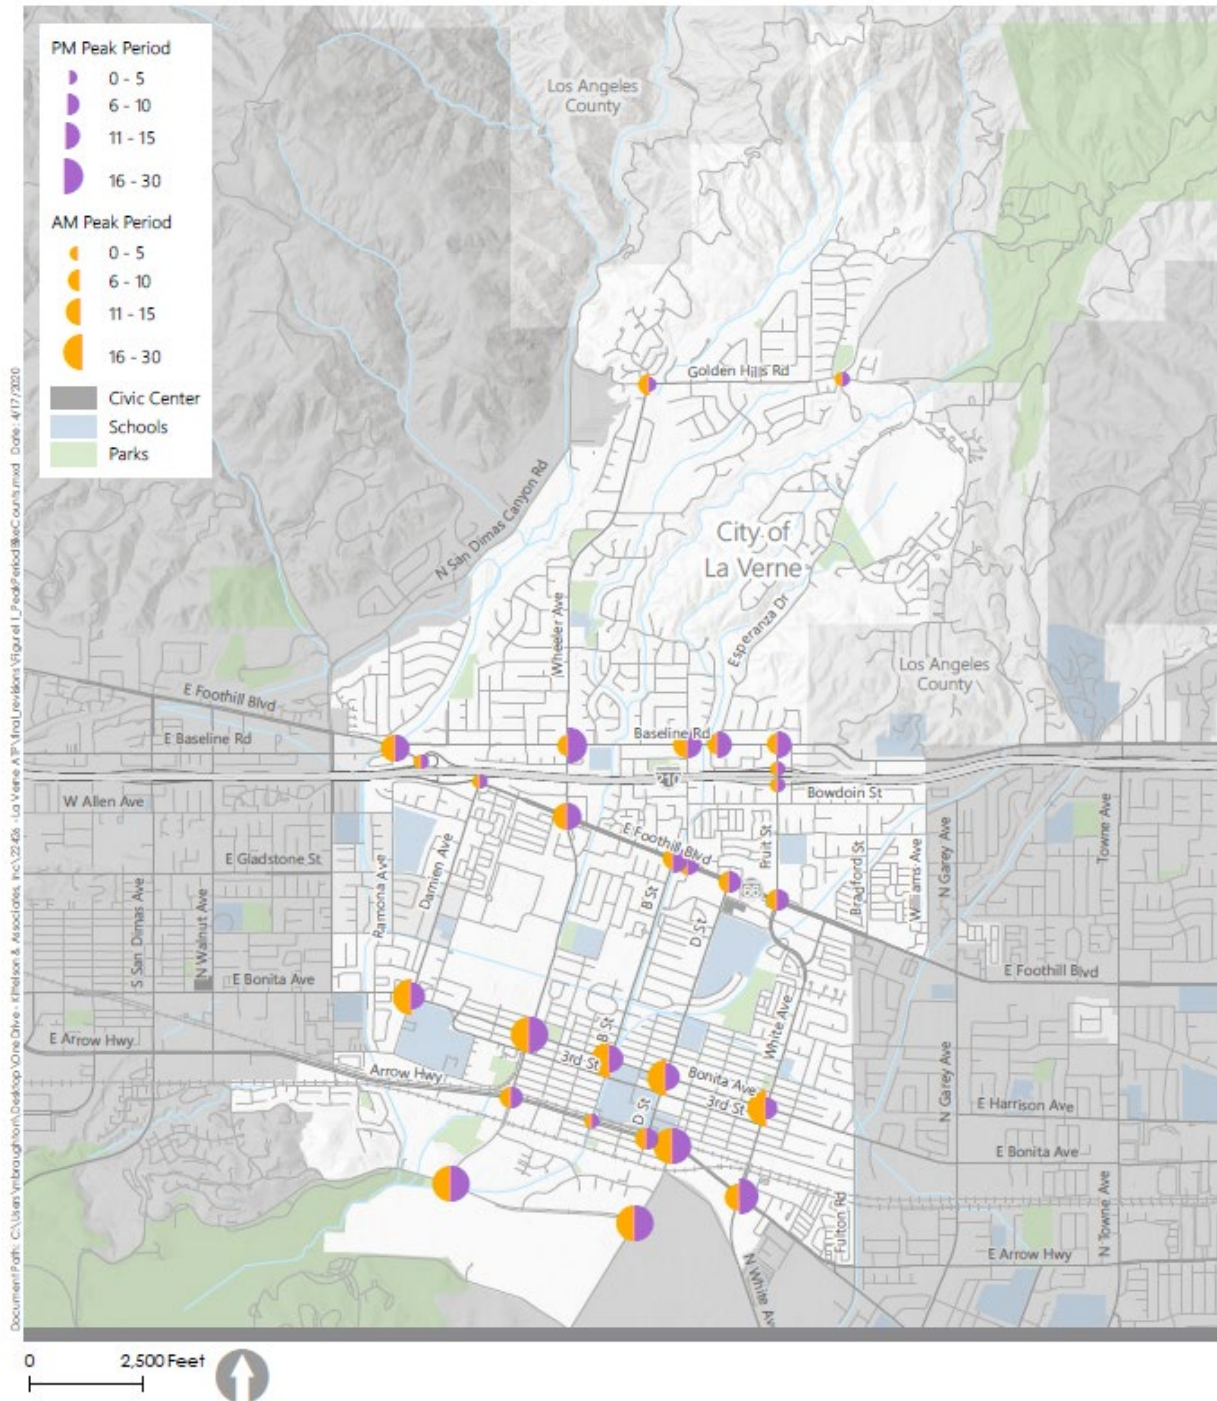 PM Peak Period
0 - 5
6 - 10
11 - 15
16 - 30
AM Peak Period
0 - 5
6 - 10
11 - 15
16 - 30
Civic Center
Schools
Parks
Los Angeles
County
Golden Hills Rd
N San Dimas Canyon Rd
City of
La Verne
Wheeler Ave
Esperanza Dr
Los Angeles
County
E Foothill Blvd
E Baseline Rd
Baseline Rd
210
Bowdoin St
W Allen Ave
E Foothill Blvd
Fruit St
Towne Ave
E Gladstone St
Ramona Ave
Damien Ave
B St
Bradford St
Williams Ave
N Garey Ave
66
S San Dimas Ave
N Walnut Ave
D St
E Bonita Ave
E Foothill Blvd
White Ave
E Arrow Hwy
B St
3rd St
Arrow Hwy
Bonita Ave
3rd St
D St
N Garey Ave
E Harrison Ave
E Bonita Ave
Fulton Rd
N Towne Ave
E Arrow Hwy
N White Ave
0 2,500 Feet